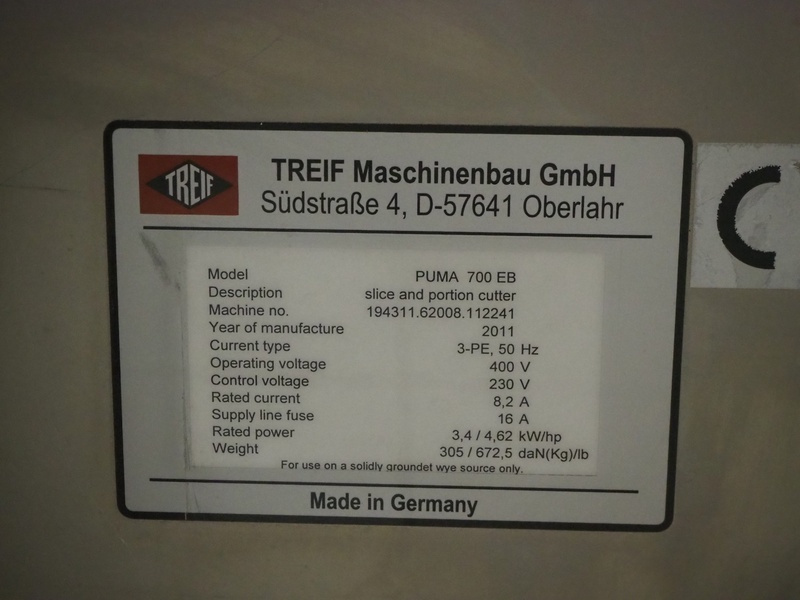 TREIF
TREIF Maschinenbau GmbH
Südstraße 4, D-57641 Oberlahr
Model PUMA 700 EB
Description slice and portion cutter
Machine no. 194311.62008.112241
Year of manufacture 2011
Current type 3-PE, 50 Hz
Operating voltage 400 V
Control voltage 230 V
Rated current 8,2 A
Supply line fuse 16 A
Rated power 3,4 / 4,62 kW/hp
Weight 305 / 672,5 daN(Kg)/lb
For use on a solidly groundet wye source only.
Made in Germany
C